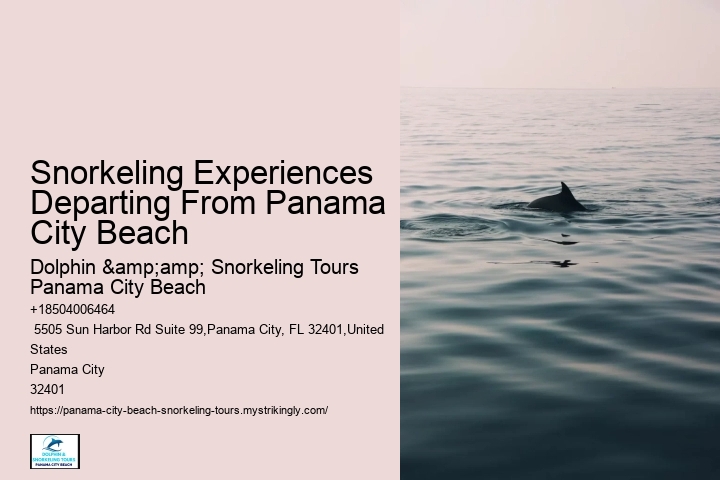 Snorkeling Experiences
Departing From Panama
City Beach
Dolphin &amp;amp; Snorkeling Tours
Panama City Beach
+18504006464
5505 Sun Harbor Rd Suite 99,Panama City, FL 32401,United
States
Panama City
32401
https://panama-city-beach-snorkeling-tours.mystrikingly.com/
DOLPHIN &
SNORKELING TOURS
PANAMA CITY BEACH